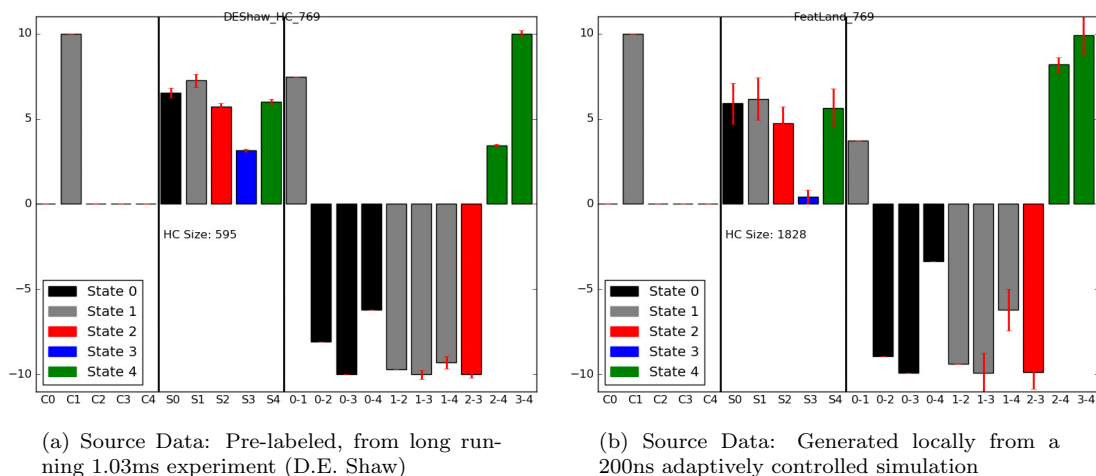 DEShaw_HC_769
10
5
0
−5
−10
HC Size: 595
State 0
State 1
State 2
State 3
State 4
C0 C1 C2 C3 C4 S0 S1 S2 S3 S4 0-1 0-2 0-3 0-4 1-2 1-3 1-4 2-3 2-4 3-4
(a) Source Data: Pre-labeled, from long run-
ning 1.03ms experiment (D.E. Shaw)
FeatLand_769
10
5
0
−5
−10
HC Size: 1828
State 0
State 1
State 2
State 3
State 4
C0 C1 C2 C3 C4 S0 S1 S2 S3 S4 0-1 0-2 0-3 0-4 1-2 1-3 1-4 2-3 2-4 3-4
(b) Source Data: Generated locally from a
200ns adaptively controlled simulation